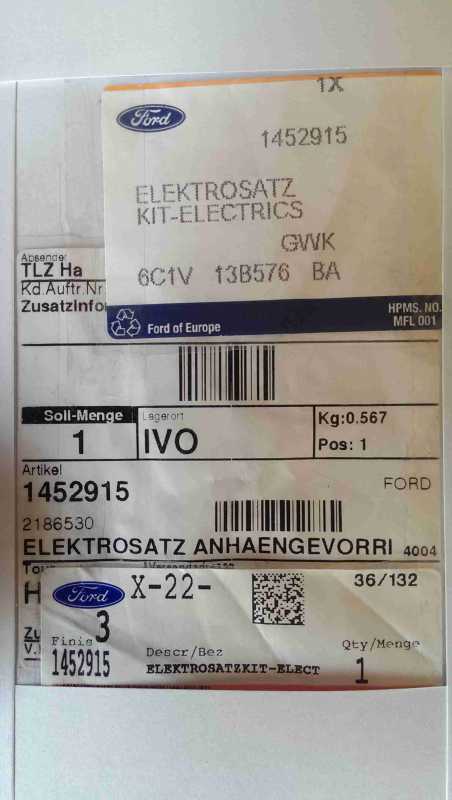 1X
Ford
1452915
ELEKTROSATZ
KIT-ELECTRICS
GWK
6C1V 13B576 BA
Ford of Europe
HPMS. NO.
MFL 001
Absender
TLZ Ha
Kd.Auftr.Nr
Zusatzinfo
Soll-Menge
1
Lagerort
IVO
Kg:0.567
Pos: 1
Artikel
1452915
FORD
2186530
ELEKTROSATZ ANHAENGEVORRI 4004
Tour
H
Ford
X-22-
36/132
3
Finis
1452915
Descr/Bez
ELEKTROSATZKIT-ELECT
Qty/Menge
1